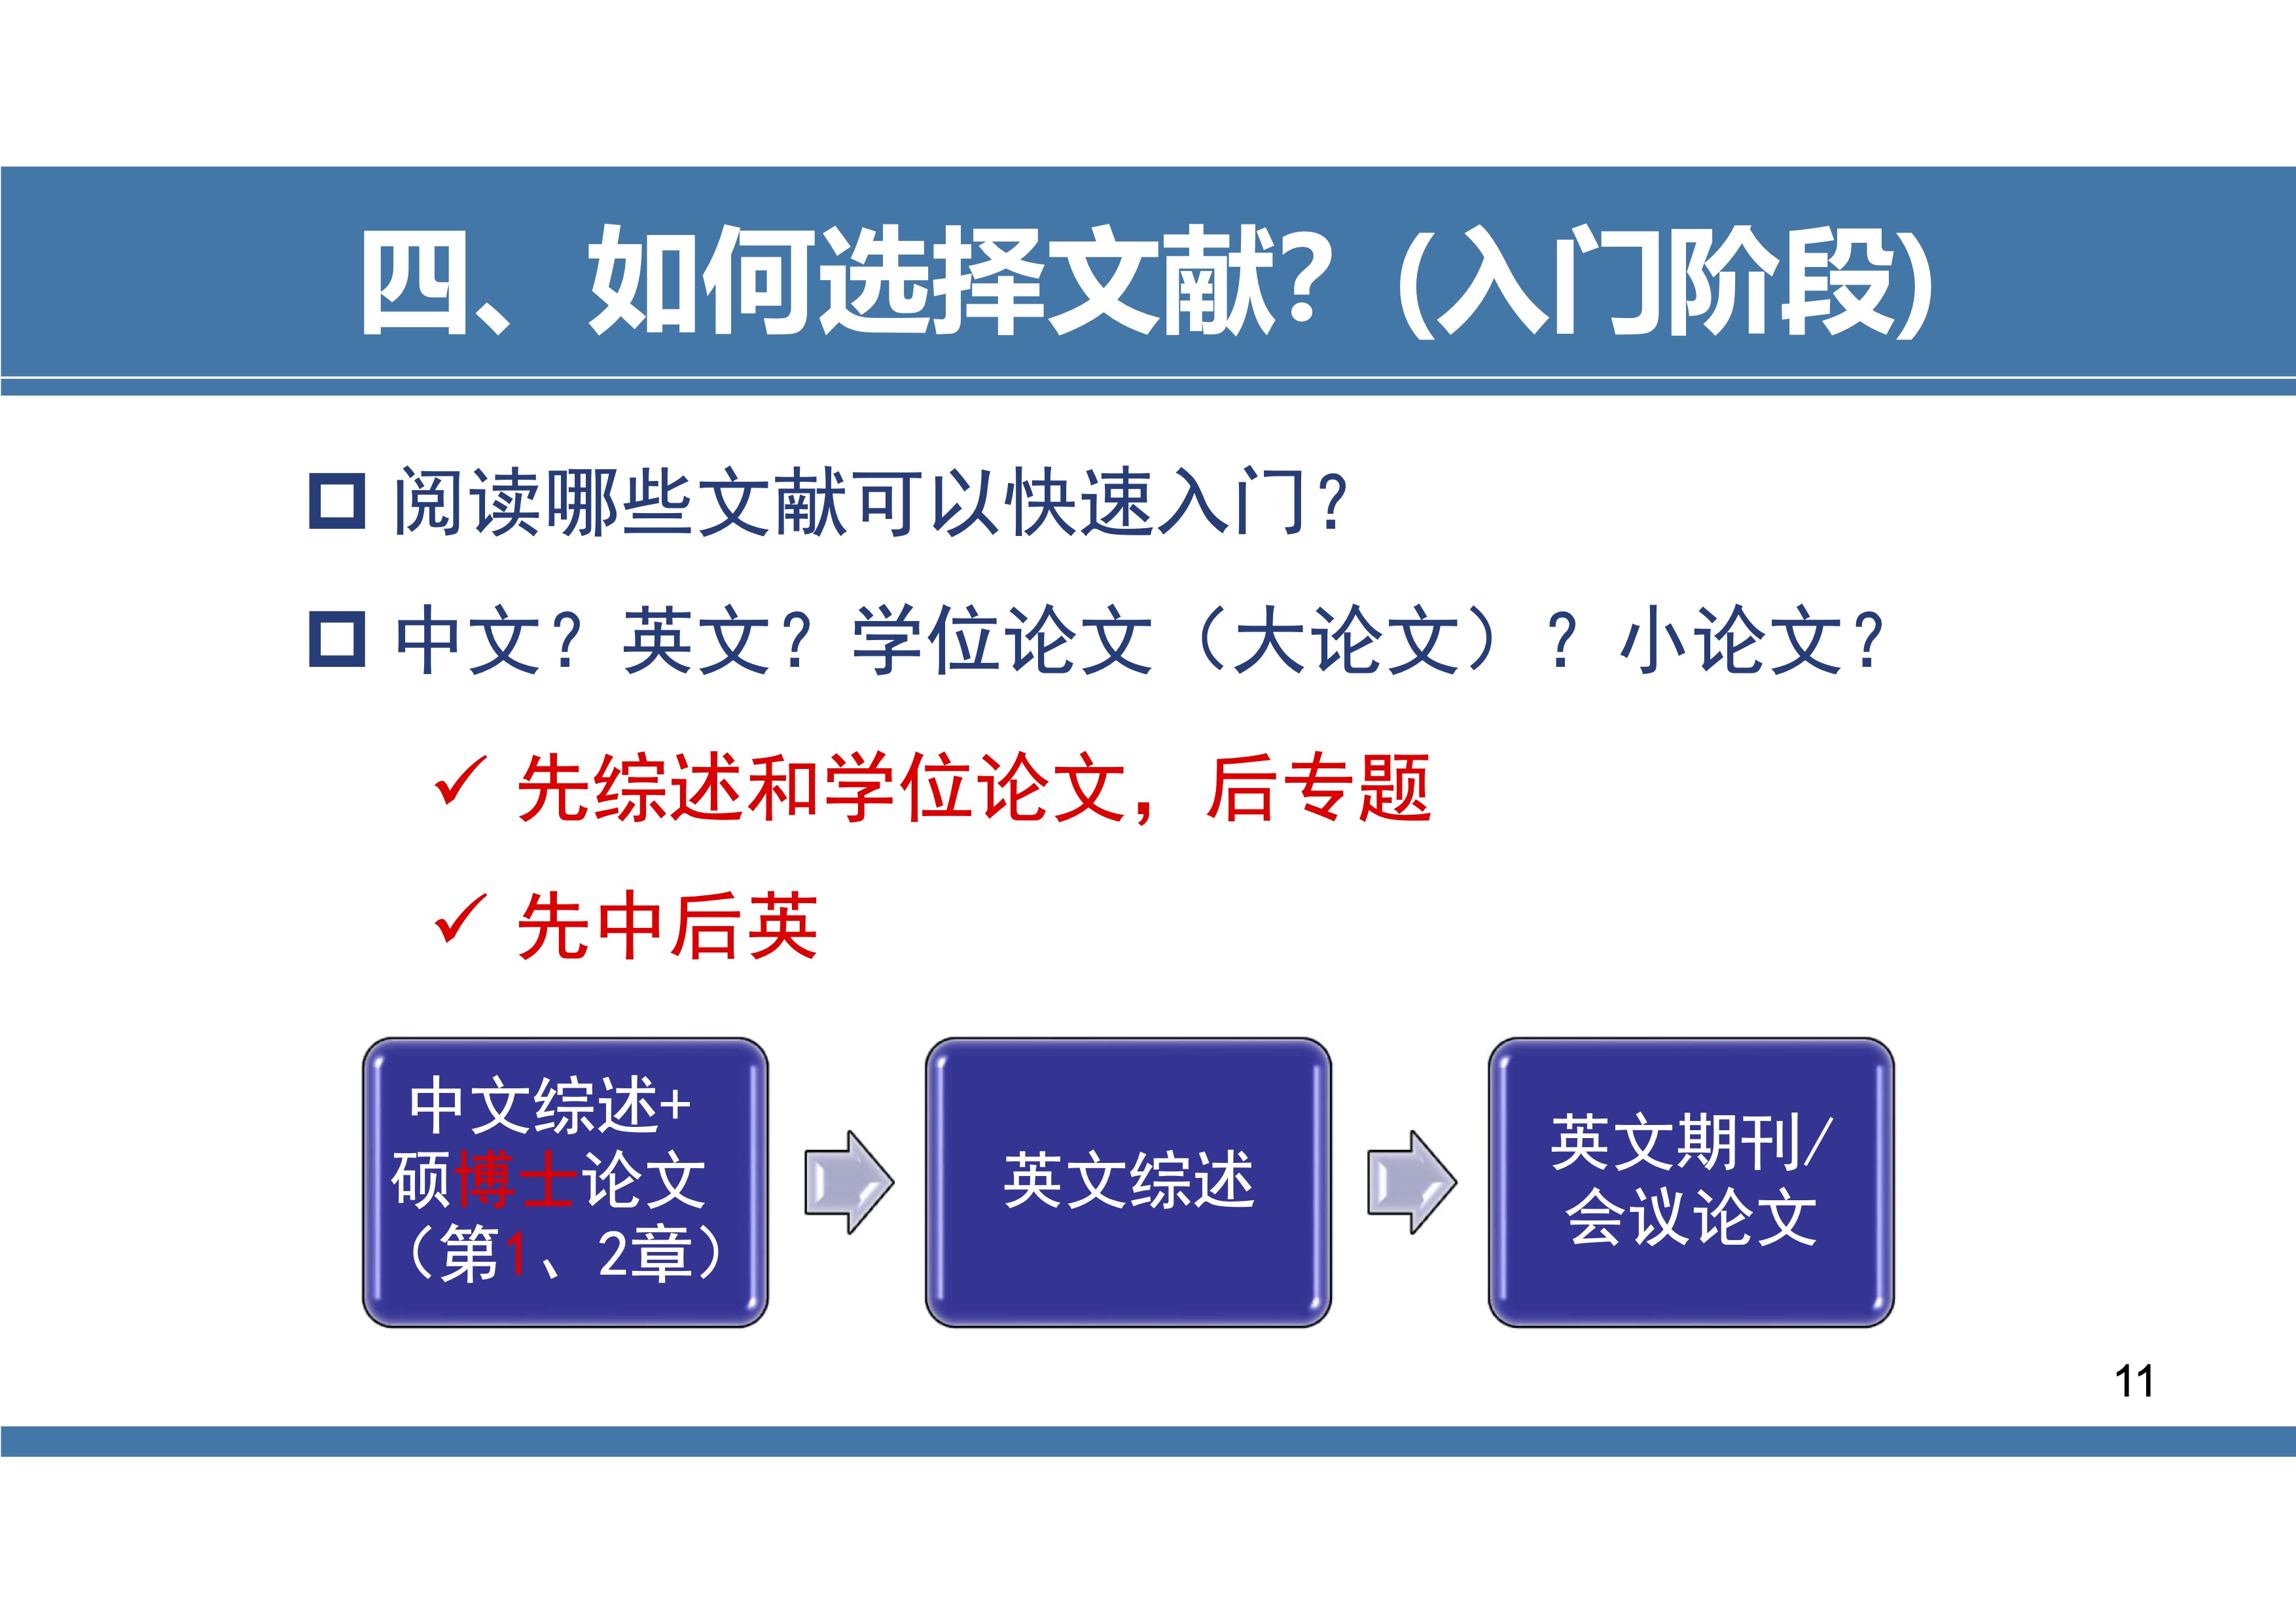 四、如何选择文献？(入门阶段)
阅读哪些文献可以快速入门？
中文？英文？ 学位论文（大论文）？小论文？
先综述和学位论文，后专题
先中后英
中文综述+
硕博士论文
（第1、2章）
英文综述
英文期刊/
会议论文
11